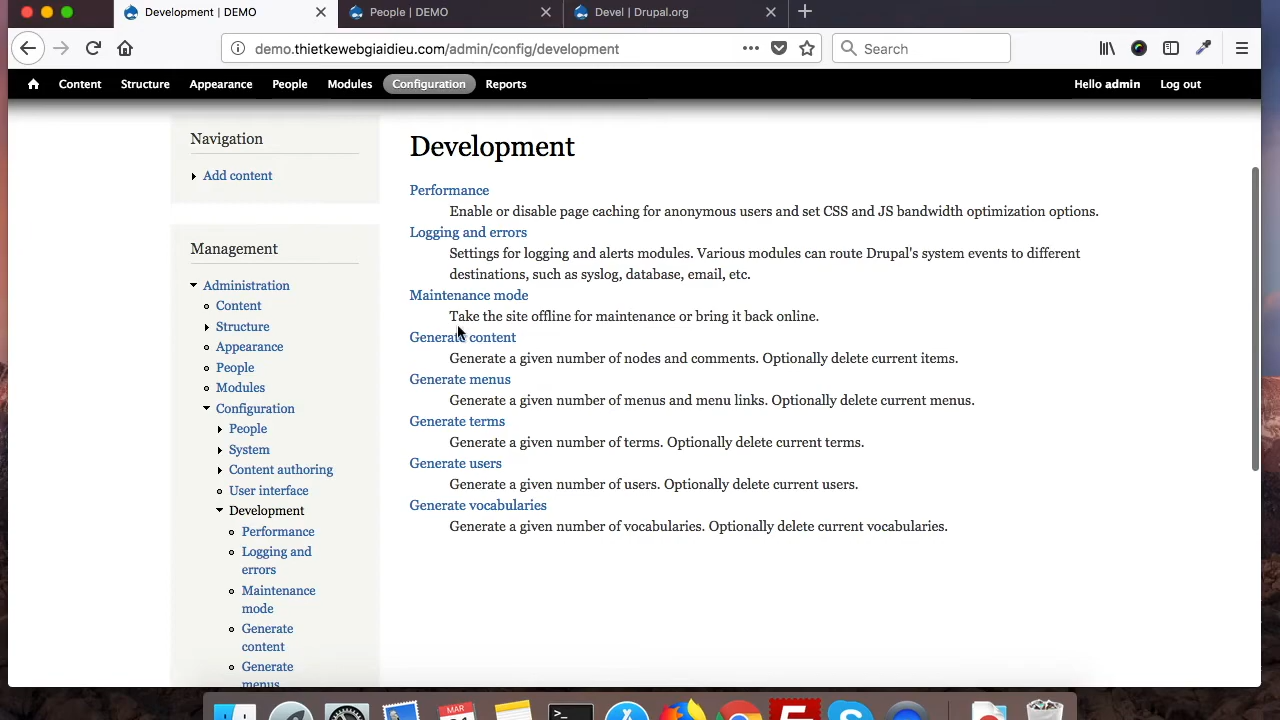 Development | DEMO
People | DEMO
Devel | Drupal.org
demo.thietkewebgiaidieu.com/admin/config/development
Search
Content Structure Appearance People Modules Configuration Reports
Hello admin Log out
Navigation
Add content
Management
Administration
Content
Structure
Appearance
People
Modules
Configuration
People
System
Content authoring
User interface
Development
Performance
Logging and
errors
Maintenance
mode
Generate
content
Generate
menus
Development
Performance
Enable or disable page caching for anonymous users and set CSS and JS bandwidth optimization options.
Logging and errors
Settings for logging and alerts modules. Various modules can route Drupal's system events to different
destinations, such as syslog, database, email, etc.
Maintenance mode
Take the site offline for maintenance or bring it back online.
Generate content
Generate a given number of nodes and comments. Optionally delete current items.
Generate menus
Generate a given number of menus and menu links. Optionally delete current menus.
Generate terms
Generate a given number of terms. Optionally delete current terms.
Generate users
Generate a given number of users. Optionally delete current users.
Generate vocabularies
Generate a given number of vocabularies. Optionally delete current vocabularies.
MAR